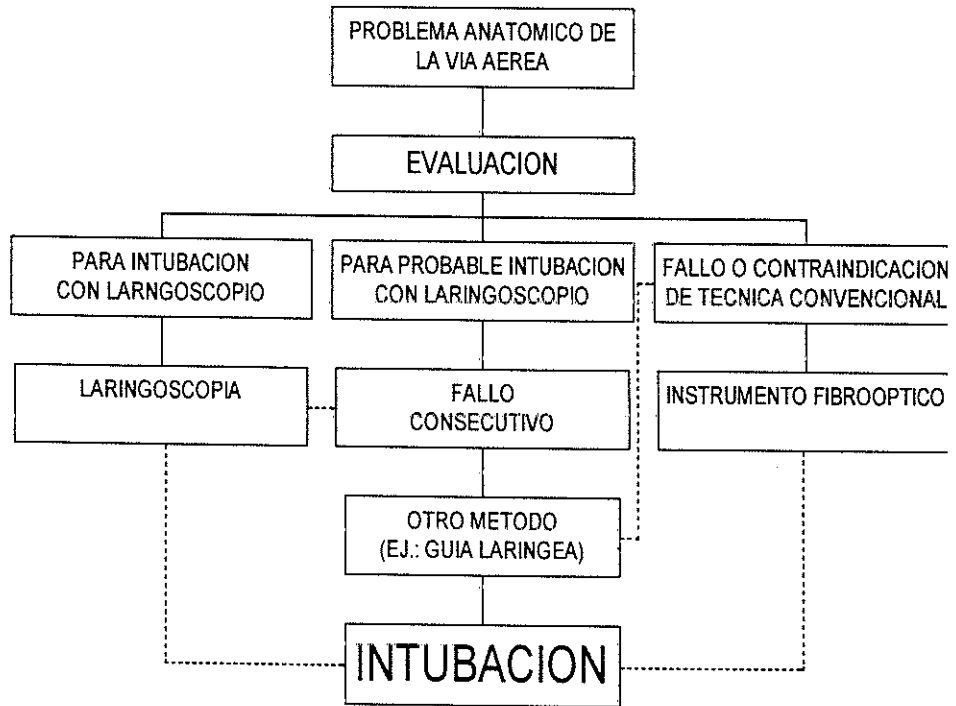 PROBLEMA ANATOMICO DE
LA VIA AEREA
EVALUACION
PARA INTUBACION
CON LARNGOSCOPIO
PARA PROBABLE INTUBACION
CON LARINGOSCOPIO
FALLO O CONTRAINDICACION
DE TECNICA CONVENCIONAL
LARINGOSCOPIA
FALLO
CONSECUTIVO
INSTRUMENTO FIBROOPTICO
OTRO METODO
(EJ.: GUIA LARINGEA)
INTUBACION